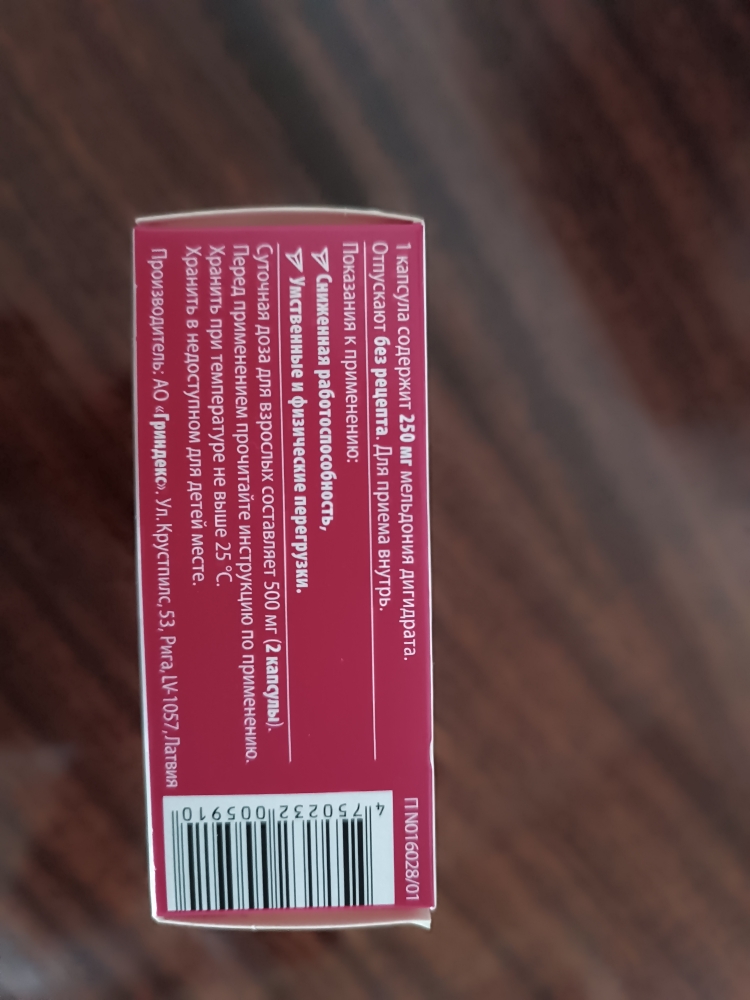 1 капсула содержит 250 мг мельдония дигидрата.
Отпускают без рецепта. Для приема внутрь.
Показания к применению:
Сниженная работоспособность,
Умственные и физические перегрузки.
Суточная доза для взрослых составляет 500 мг (2 капсулы).
Перед применением прочитайте инструкцию по применению.
Хранить при температуре не выше 25 °С.
Хранить в недоступном для детей месте.
Производитель: АО «Гриндекс». Ул. Крустпилс, 53, Рига, LV-1057, Латвия
П N016028/01
4 750232 005910